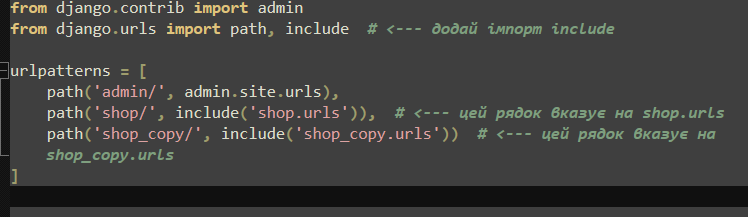 from django.contrib import admin
from django.urls import path, include  # <--- додай імпорт include
urlpatterns = [
    path('admin/', admin.site.urls),
    path('shop/', include('shop.urls')),  # <--- цей рядок вказує на shop.urls
    path('shop_copy/', include('shop_copy.urls'))  # <--- цей рядок вказує на
    shop_copy.urls
]